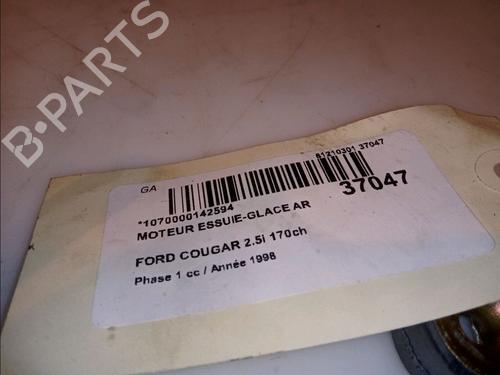 B-PARTS
GA
81210301 37047
*1070000142594
37047
MOTEUR ESSUIE-GLACE AR
FORD COUGAR 2.5i 170ch
Phase 1 cc / Année 1998